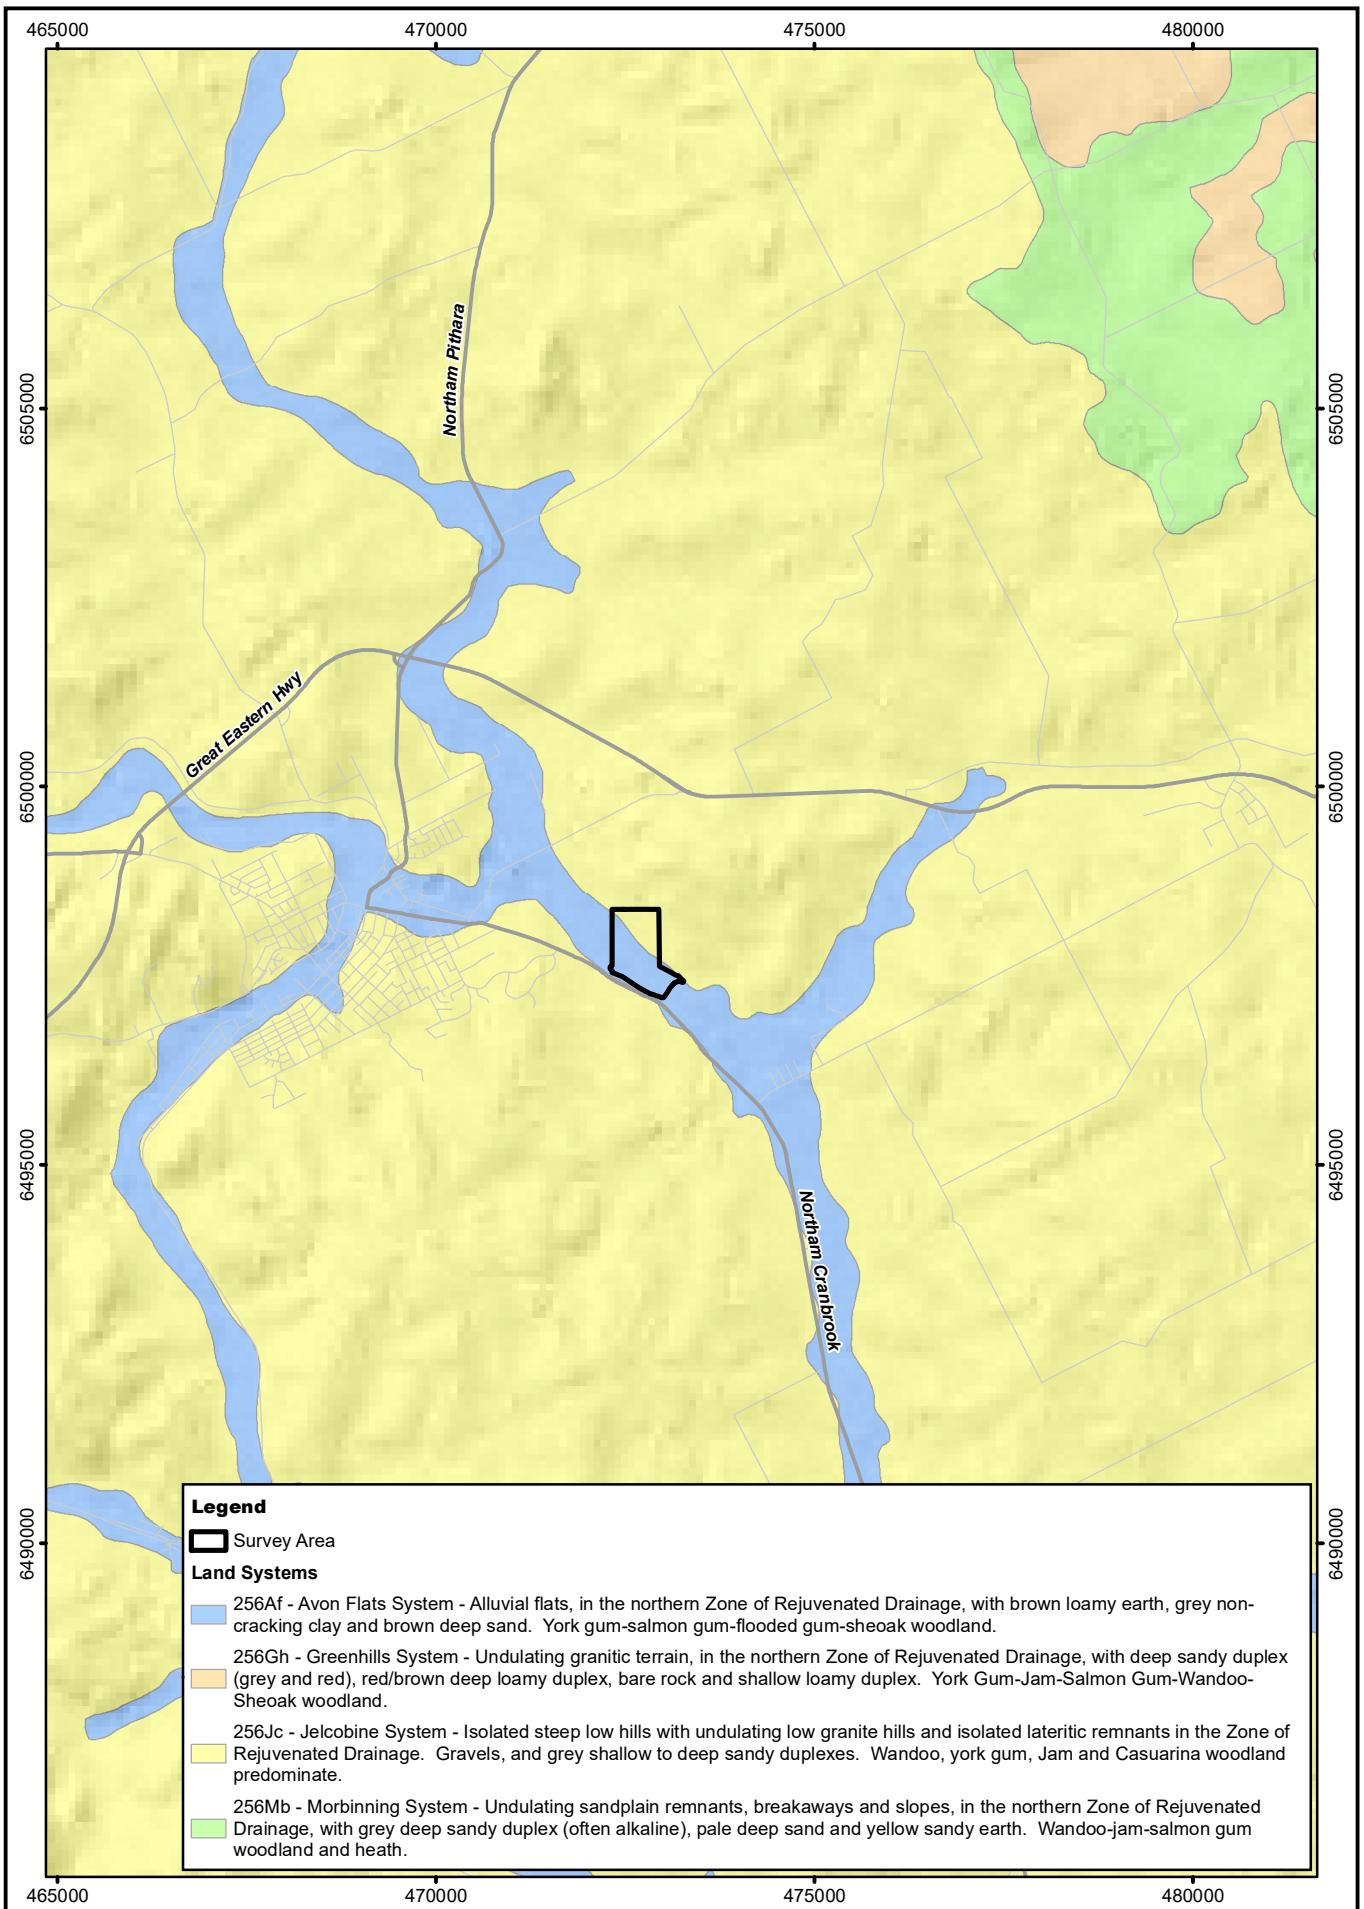 465000 470000 475000 480000
Northam Pithara
6505000 6505000
Great Eastern Hwy
6500000 6500000
6495000 6495000
Northam Cranbrook
6490000 6490000
Legend
Survey Area
Land Systems
256Af - Avon Flats System - Alluvial flats, in the northern Zone of Rejuvenated Drainage, with brown loamy earth, grey non-
cracking clay and brown deep sand. York gum-salmon gum-flooded gum-sheoak woodland.
256Gh - Greenhills System - Undulating granitic terrain, in the northern Zone of Rejuvenated Drainage, with deep sandy duplex
(grey and red), red/brown deep loamy duplex, bare rock and shallow loamy duplex. York Gum-Jam-Salmon Gum-Wandoo-
Sheoak woodland.
256Jc - Jelcobine System - Isolated steep low hills with undulating low granite hills and isolated lateritic remnants in the Zone of
Rejuvenated Drainage. Gravels, and grey shallow to deep sandy duplexes. Wandoo, york gum, Jam and Casuarina woodland
predominate.
256Mb - Morbinning System - Undulating sandplain remnants, breakaways and slopes, in the northern Zone of Rejuvenated
Drainage, with grey deep sandy duplex (often alkaline), pale deep sand and yellow sandy earth. Wandoo-jam-salmon gum
woodland and heath.
465000 470000 475000 480000